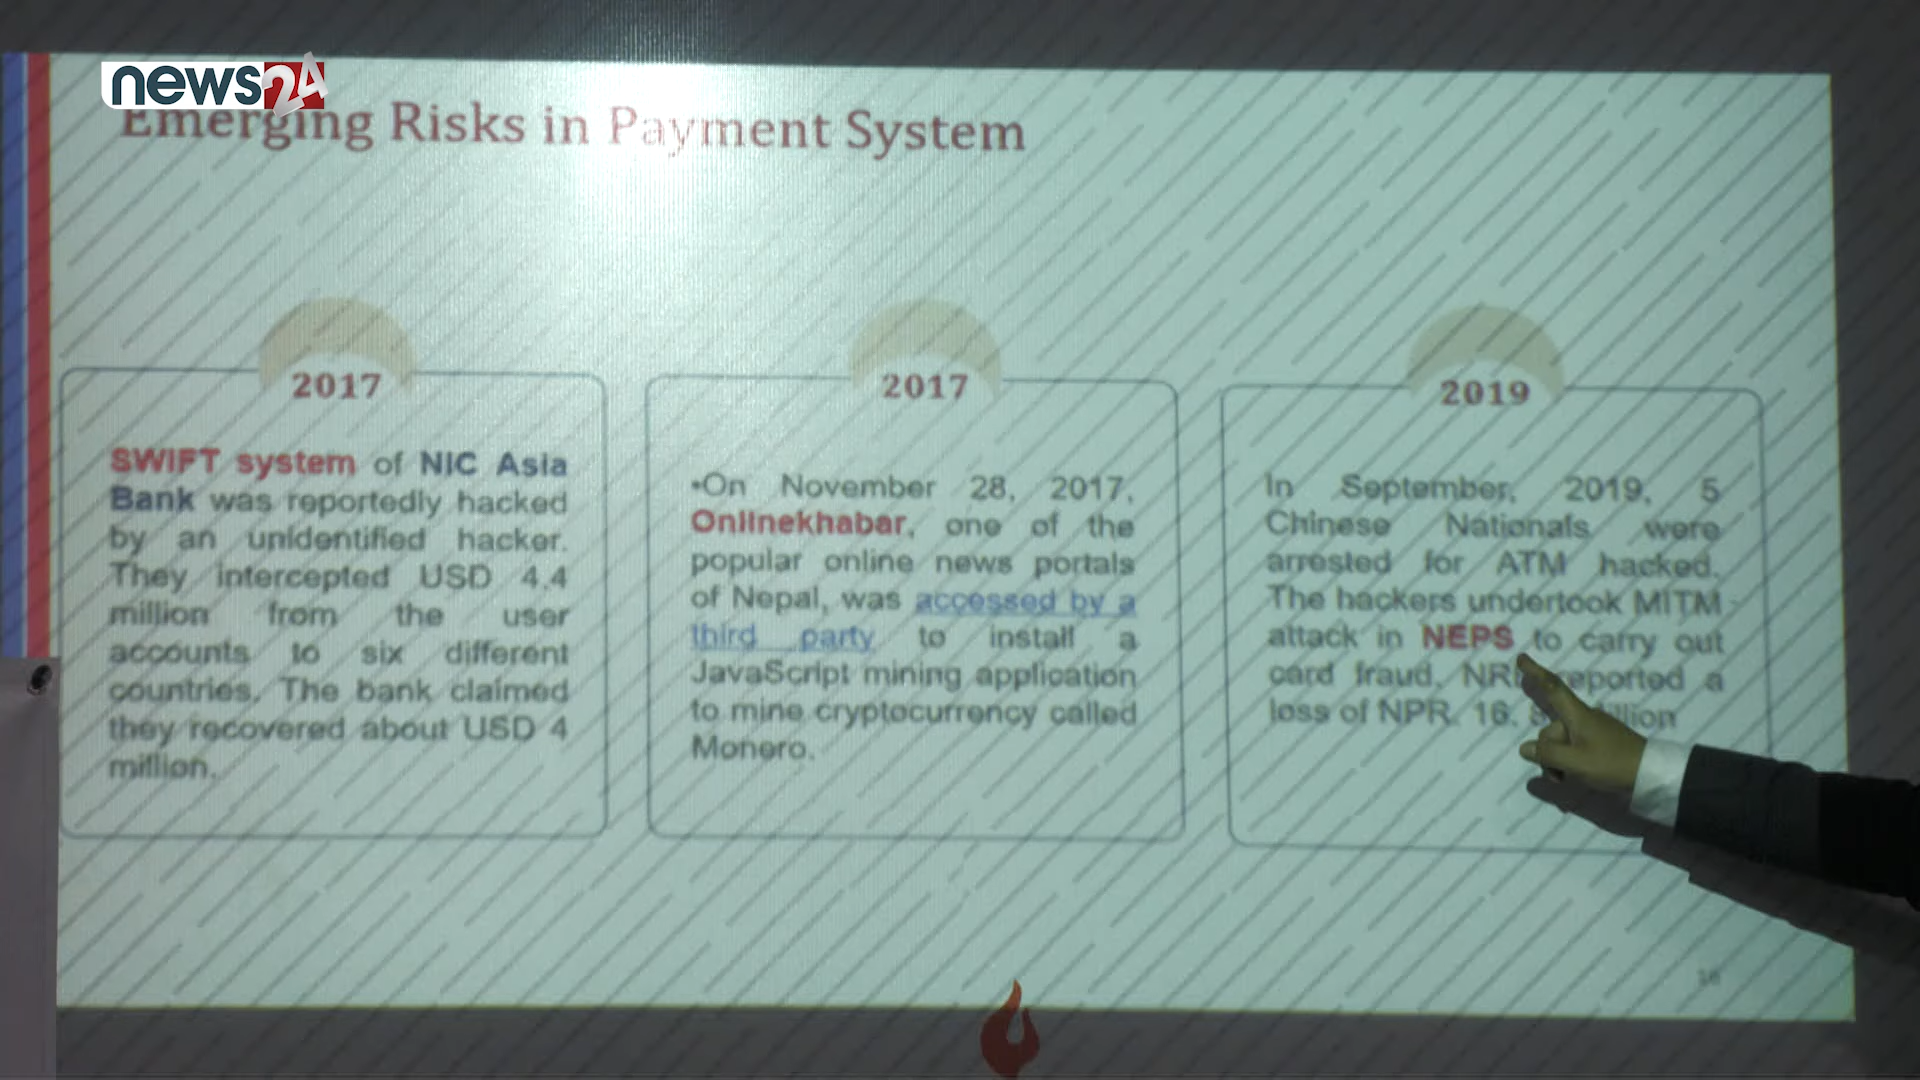 news24
Emerging Risks in Payment System
2017
SWIFT system of NIC Asia
Bank was reportedly hacked
by an unidentified hacker.
They intercepted USD 4.4
million from the user
accounts to six different
countries. The bank claimed
they recovered about USD 4
million.
2017
•On November 28, 2017,
Onlinekhabar, one of the
popular online news portals
of Nepal, was accessed by a
third party to install a
JavaScript mining application
to mine cryptocurrency called
Monero.
2019
In September, 2019, 5
Chinese Nationals were
arrested for ATM hacked.
The hackers undertook MITM
attack in NEPS to carry out
card fraud. reported a
loss of NPR. 16.